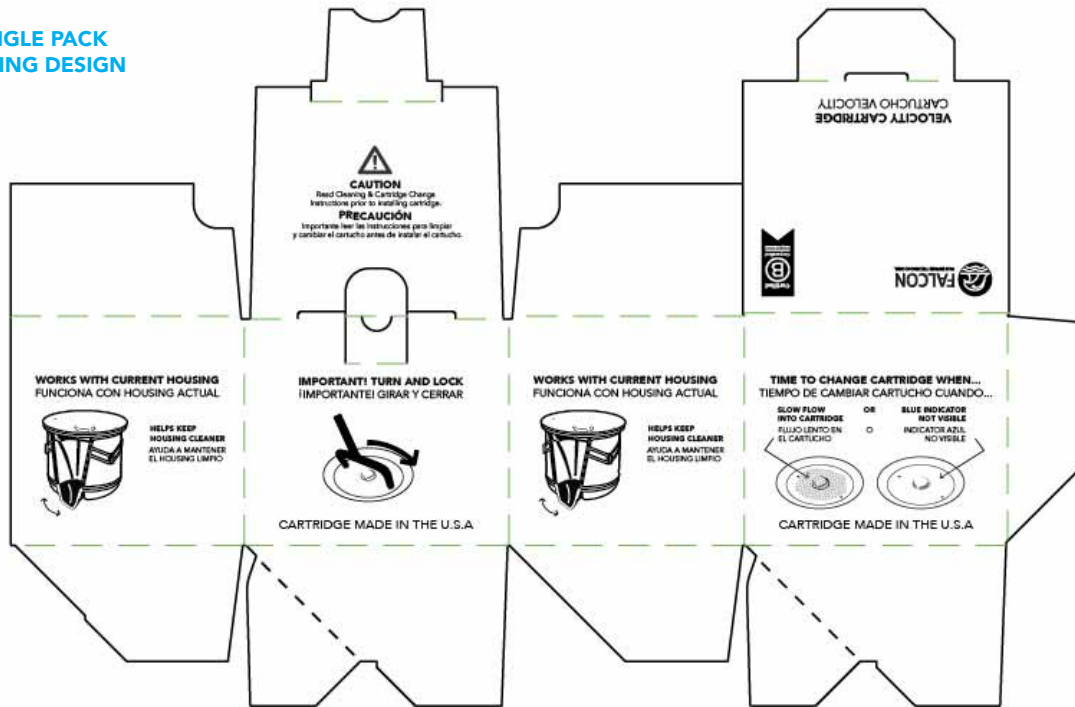 NGLE PACK
ING DESIGN
VELOCITY CARTRIDGE
CARTUCHO VELOCITY
CAUTION
Read Cleaning & Cartridge Change
Instructions prior to installing cartridge.
PRECAUCIÓN
Importante leer las instrucciones para limpiar
y cambiar el cartucho antes de instalar el cartucho.
Certified
B
Corporation
FALCON
WORKS WITH CURRENT HOUSING
FUNCIONA CON HOUSING ACTUAL
HELPS KEEP
HOUSING CLEANER
AYUDA A MANTENER
EL HOUSING LIMPIO
IMPORTANT! TURN AND LOCK
¡IMPORTANTE! GIRAR Y CERRAR
CARTRIDGE MADE IN THE U.S.A
WORKS WITH CURRENT HOUSING
FUNCIONA CON HOUSING ACTUAL
HELPS KEEP
HOUSING CLEANER
AYUDA A MANTENER
EL HOUSING LIMPIO
TIME TO CHANGE CARTRIDGE WHEN...
TIEMPO DE CAMBIAR CARTUCHO CUANDO...
SLOW FLOW
INTO CARTRIDGE
FLUJO LENTO EN
EL CARTUCHO
OR
O
BLUE INDICATOR
NOT VISIBLE
INDICATOR AZUL
NO VISIBLE
CARTRIDGE MADE IN THE U.S.A